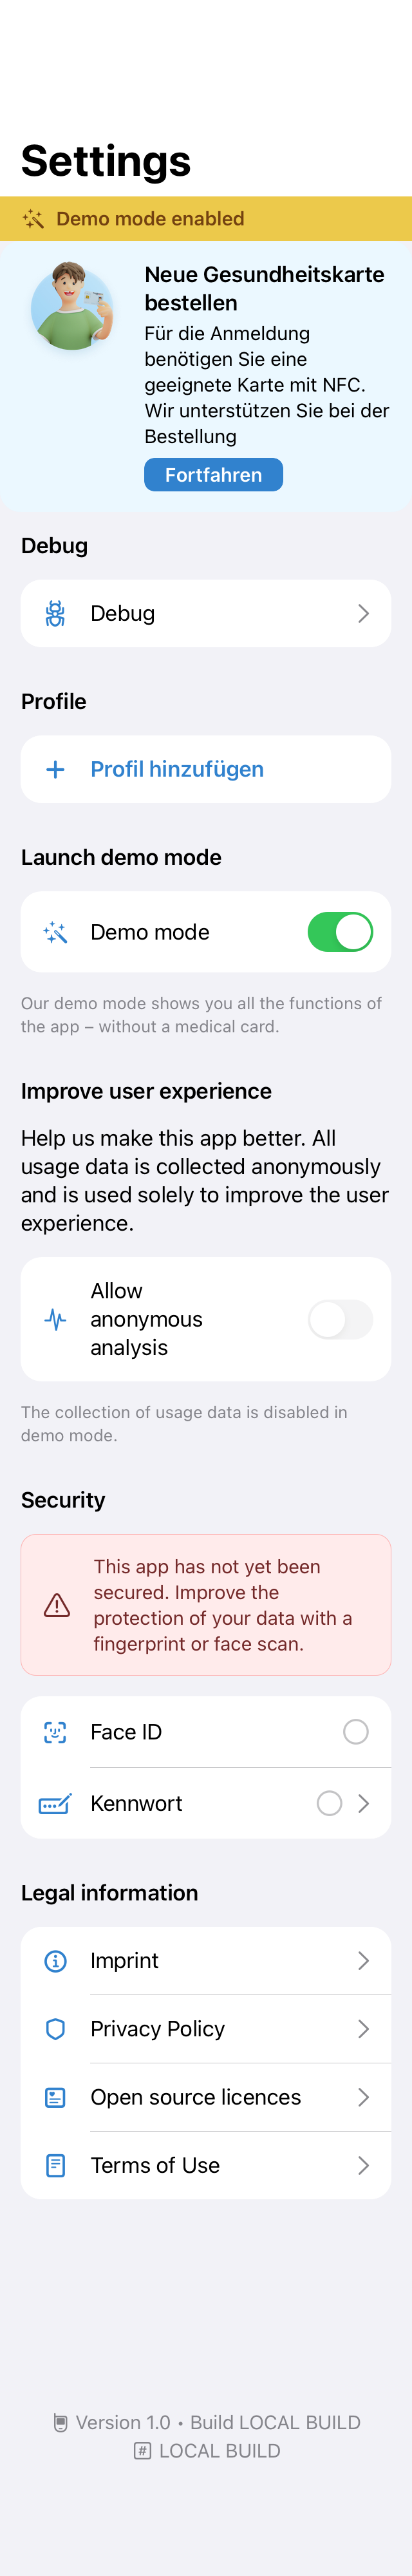 Settings
Demo mode enabled
Neue Gesundheitskarte
bestellen
Für die Anmeldung
benötigen Sie eine
geeignete Karte mit NFC.
Wir unterstützen Sie bei der
Bestellung
Fortfahren
Debug
Debug
Profile
Profil hinzufügen
Launch demo mode
Demo mode
Our demo mode shows you all the functions of
the app – without a medical card.
Improve user experience
Help us make this app better. All
usage data is collected anonymously
and is used solely to improve the user
experience.
Allow
anonymous
analysis
The collection of usage data is disabled in
demo mode.
Security
This app has not yet been
secured. Improve the
protection of your data with a
fingerprint or face scan.
Face ID
Kennwort
Legal information
Imprint
Privacy Policy
Open source licences
Terms of Use
Version 1.0 • Build LOCAL BUILD
# LOCAL BUILD